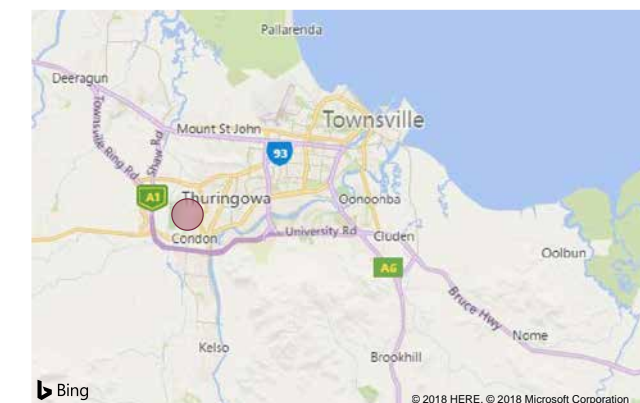 Pallarenda
Deeragun
Townsville Ring Rd
Shaw Rd
Mount St John
Townsville
93
A1
Thuringowa
Oonoonba
Condon
University Rd
Cluden
A6
Oolbun
Bruce Hwy
Nome
Kelso
Brookhill
Bing
© 2018 HERE, © 2018 Microsoft Corporation